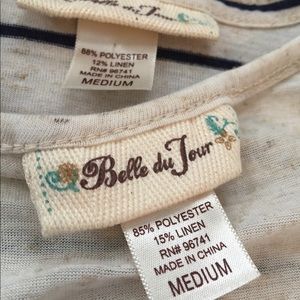 Belle du Jour
88% POLYESTER
12% LINEN
RN# 96741
MADE IN CHINA
MEDIUM
Belle du Jour
85% POLYESTER
15% LINEN
RN# 96741
MADE IN CHINA
MEDIUM